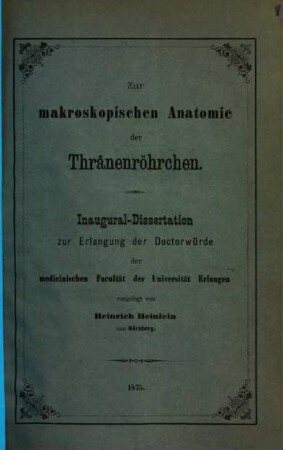 Zur
makroskopischen Anatomie
der
Thränenröhrchen.
Inaugural-Dissertation
zur Erlangung der Doctorwürde
der
medicinischen Facultät der Universität Erlangen
vorgelegt von
Heinrich Heinlein
aus Nürnberg.
1875.